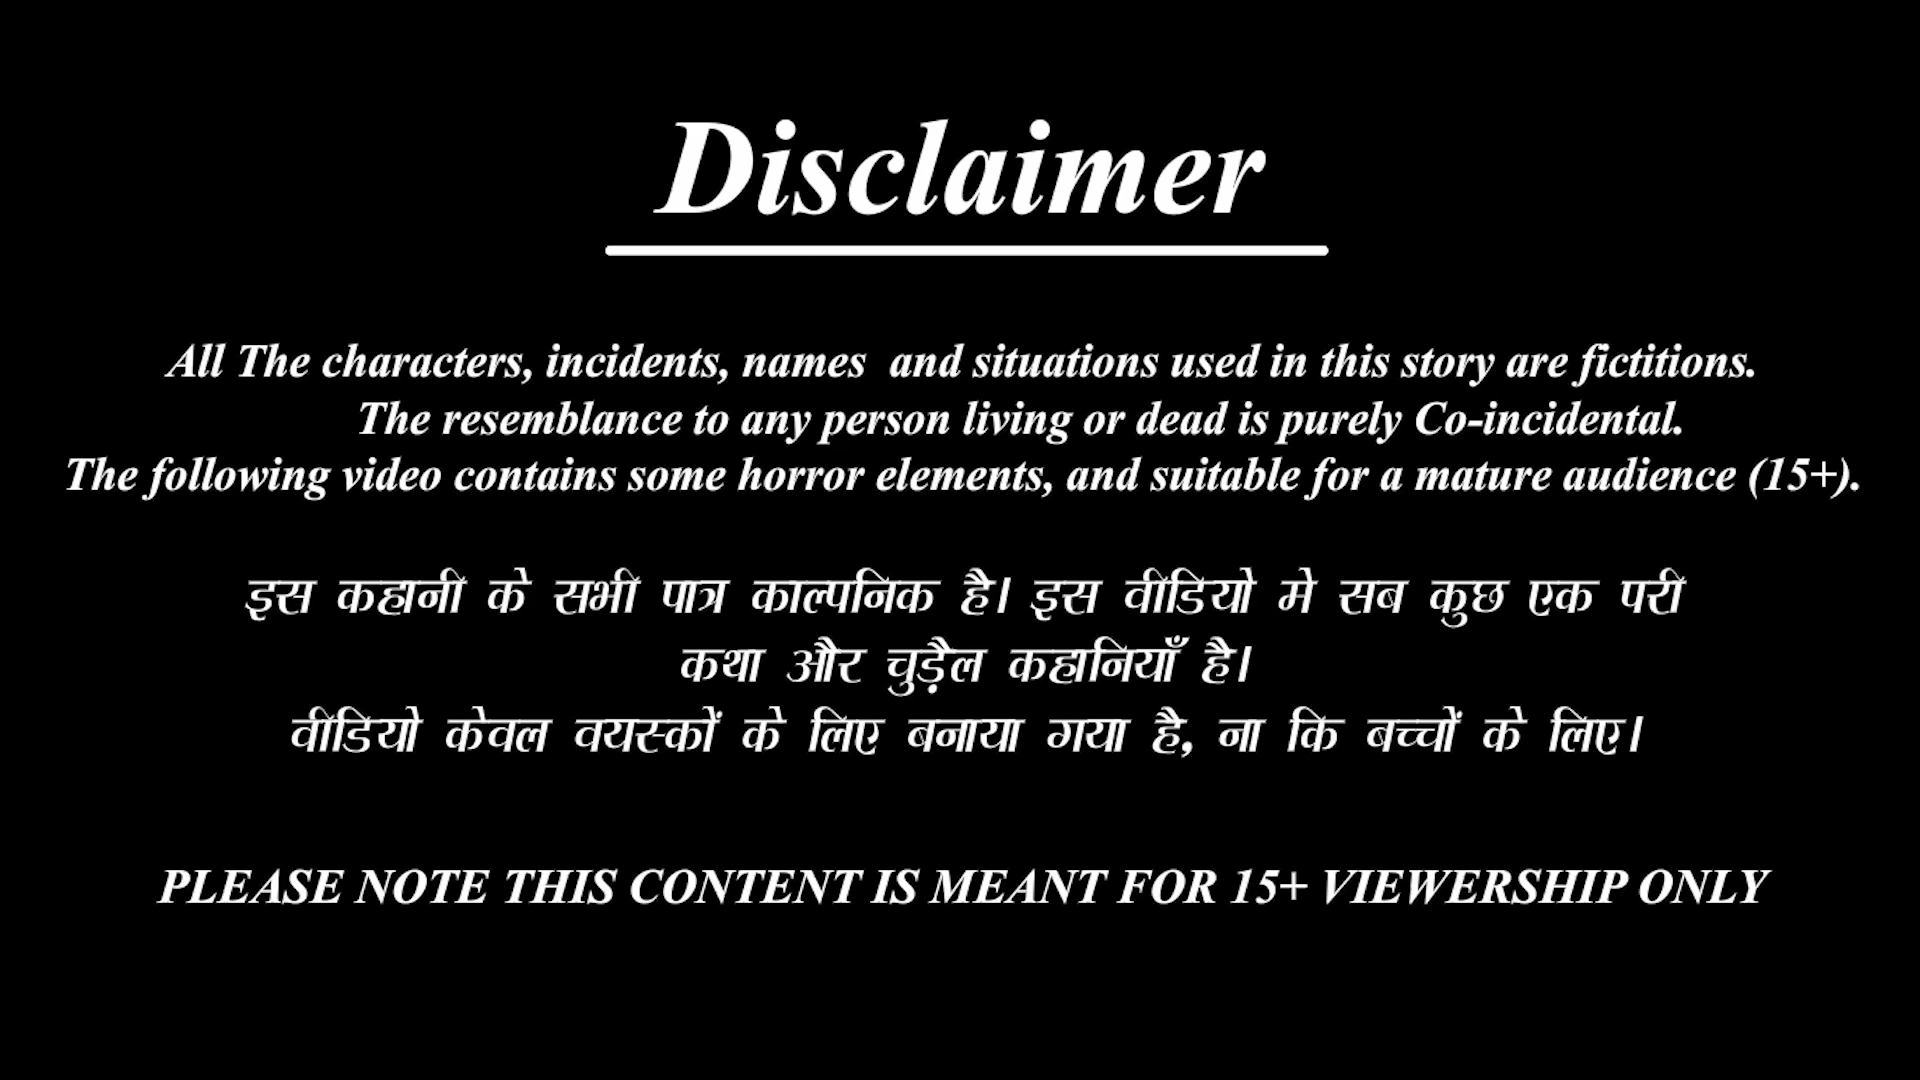 Disclaimer
All The characters, incidents, names and situations used in this story are fictitions.
The resemblance to any person living or dead is purely Co-incidental.
The following video contains some horror elements, and suitable for a mature audience (15+).
इस कहानी के सभी पात्र काल्पनिक है। इस वीडियो मे सब कुछ एक परी
कथा और चुड़ैल कहानियाँ है।
वीडियो केवल वयस्कों के लिए बनाया गया है, ना कि बच्चों के लिए।
PLEASE NOTE THIS CONTENT IS MEANT FOR 15+ VIEWERSHIP ONLY